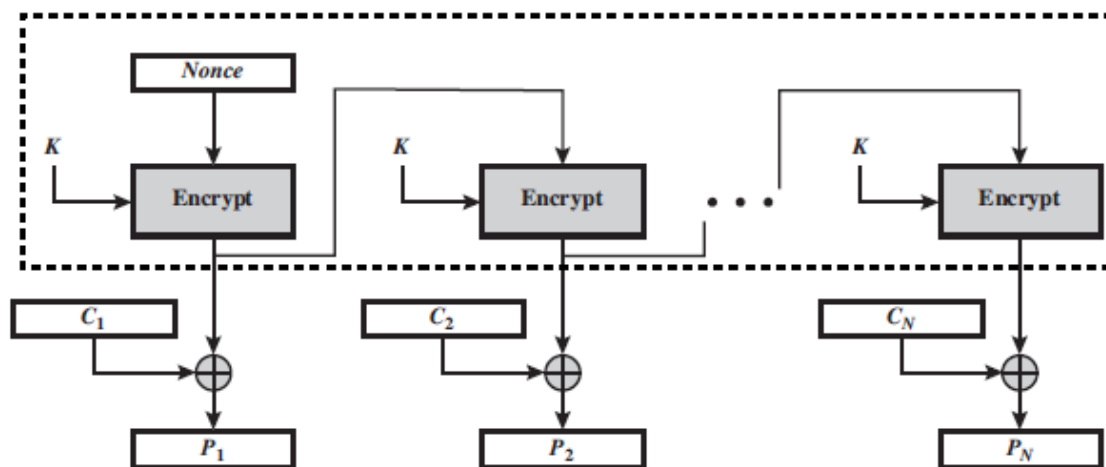 Nonce
K K K
Encrypt Encrypt • • • Encrypt
C1 C2 CN
P1 P2 PN